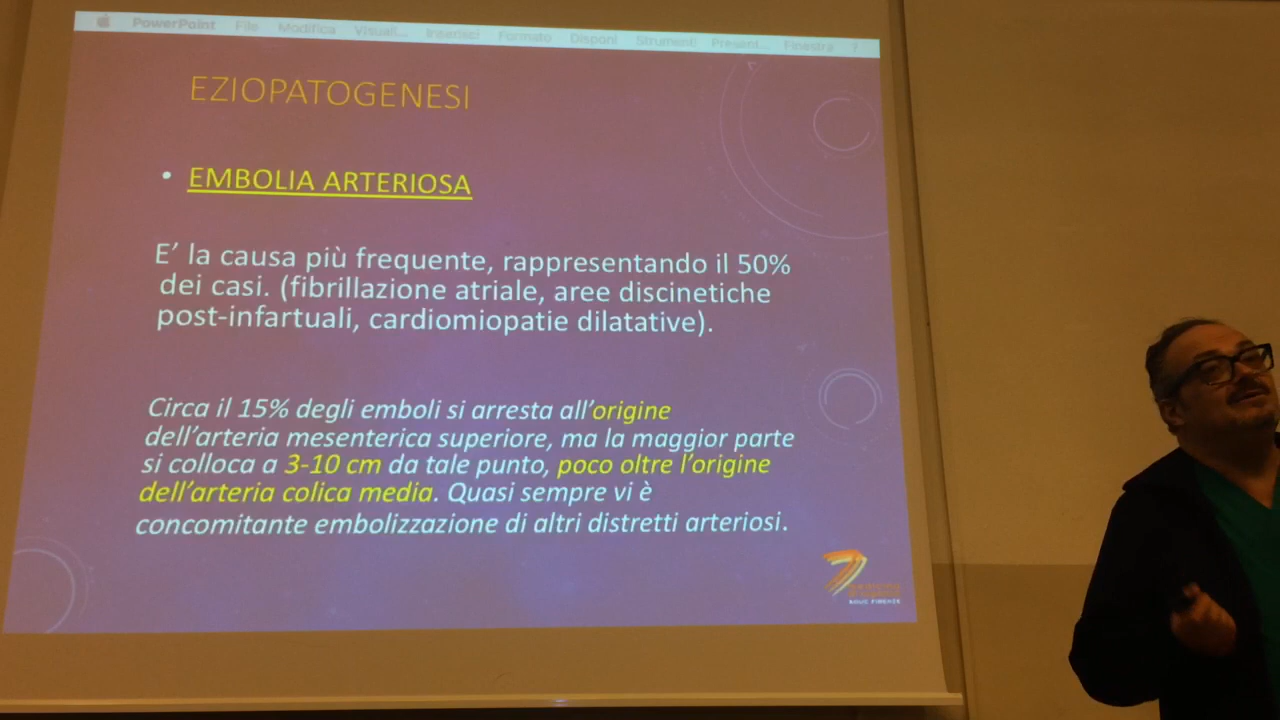 PowerPoint File Modifica Visuali... Inserisci Formato Disponi Strumenti Present... Finestra ?
EZIOPATOGENESI
• EMBOLIA ARTERIOSA
E’ la causa più frequente, rappresentando il 50%
dei casi. (fibrillazione atriale, aree discinetiche
post-infartuali, cardiomiopatie dilatative).
Circa il 15% degli emboli si arresta all’origine
dell’arteria mesenterica superiore, ma la maggior parte
si colloca a 3-10 cm da tale punto, poco oltre l’origine
dell’arteria colica media. Quasi sempre vi è
concomitante embolizzazione di altri distretti arteriosi.